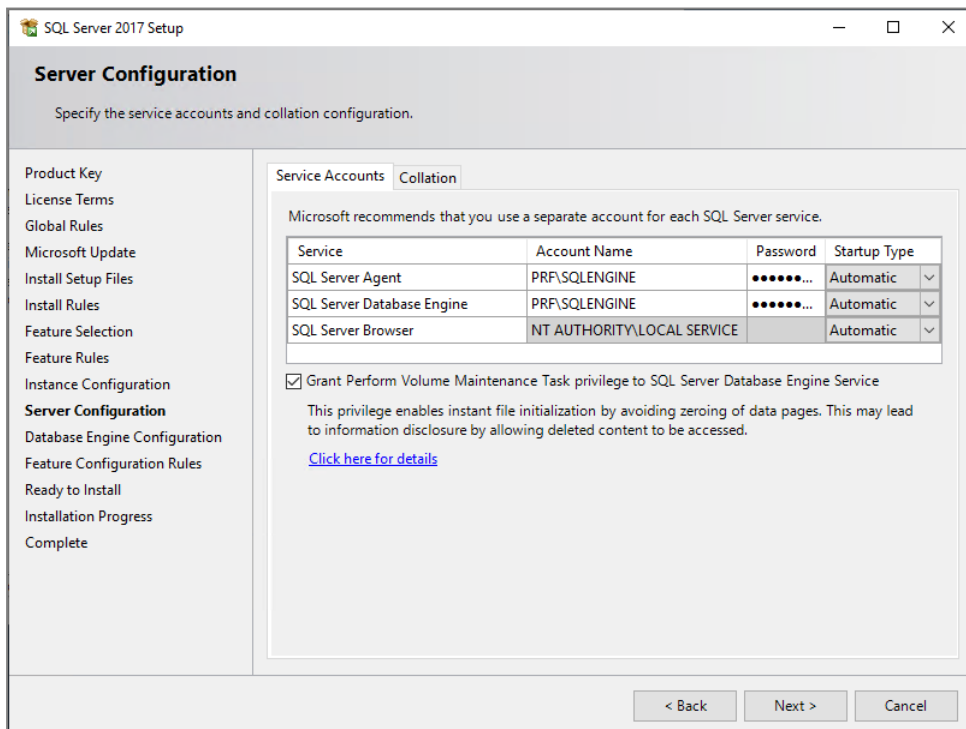 SQL Server 2017 Setup
Server Configuration
Specify the service accounts and collation configuration.
Product Key
License Terms
Global Rules
Microsoft Update
Install Setup Files
Install Rules
Feature Selection
Feature Rules
Instance Configuration
Server Configuration
Database Engine Configuration
Feature Configuration Rules
Ready to Install
Installation Progress
Complete
Service Accounts Collation
Microsoft recommends that you use a separate account for each SQL Server service.
Service Account Name Password Startup Type
SQL Server Agent PRF\SQLENGINE ●●●●●●... Automatic
SQL Server Database Engine PRF\SQLENGINE ●●●●●●... Automatic
SQL Server Browser NT AUTHORITY\LOCAL SERVICE Automatic
Grant Perform Volume Maintenance Task privilege to SQL Server Database Engine Service
This privilege enables instant file initialization by avoiding zeroing of data pages. This may lead
to information disclosure by allowing deleted content to be accessed.
Click here for details
< Back Next > Cancel